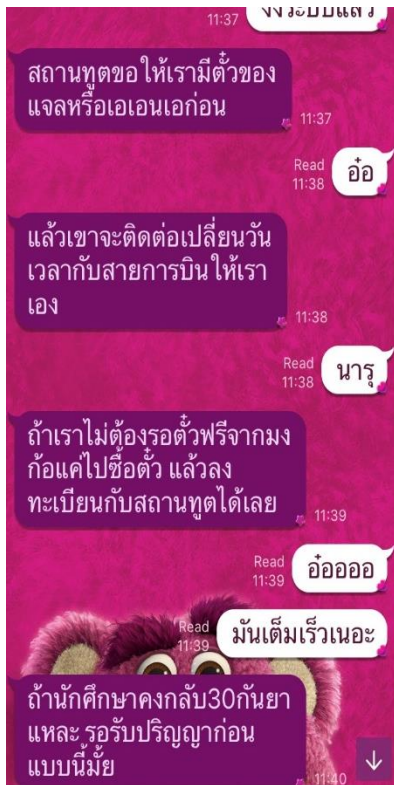 11:37
สถานทูตขอให้เรามีตั๋วของ
แจลหรือเอเอนเอก่อน
11:37
Read
11:38
อ๋อ
แล้วเขาจะติดต่อเปลี่ยนวัน
เวลากับสายการบินให้เรา
เอง
11:38
Read
11:38
นารุ
ถ้าเราไม่ต้องรอตั๋วฟรีจากมง
ก้อแค่ไปซื้อตั๋ว แล้วลง
ทะเบียนกับสถานทูตได้เลย
11:39
Read
11:39
อ๋ออออ
Read
11:39
มันเต็มเร็วเนอะ
ถ้านักศึกษาคงกลับ30กันยา
แหละ รอรับปริญญาก่อน
แบบนี้มั้ย
11:40